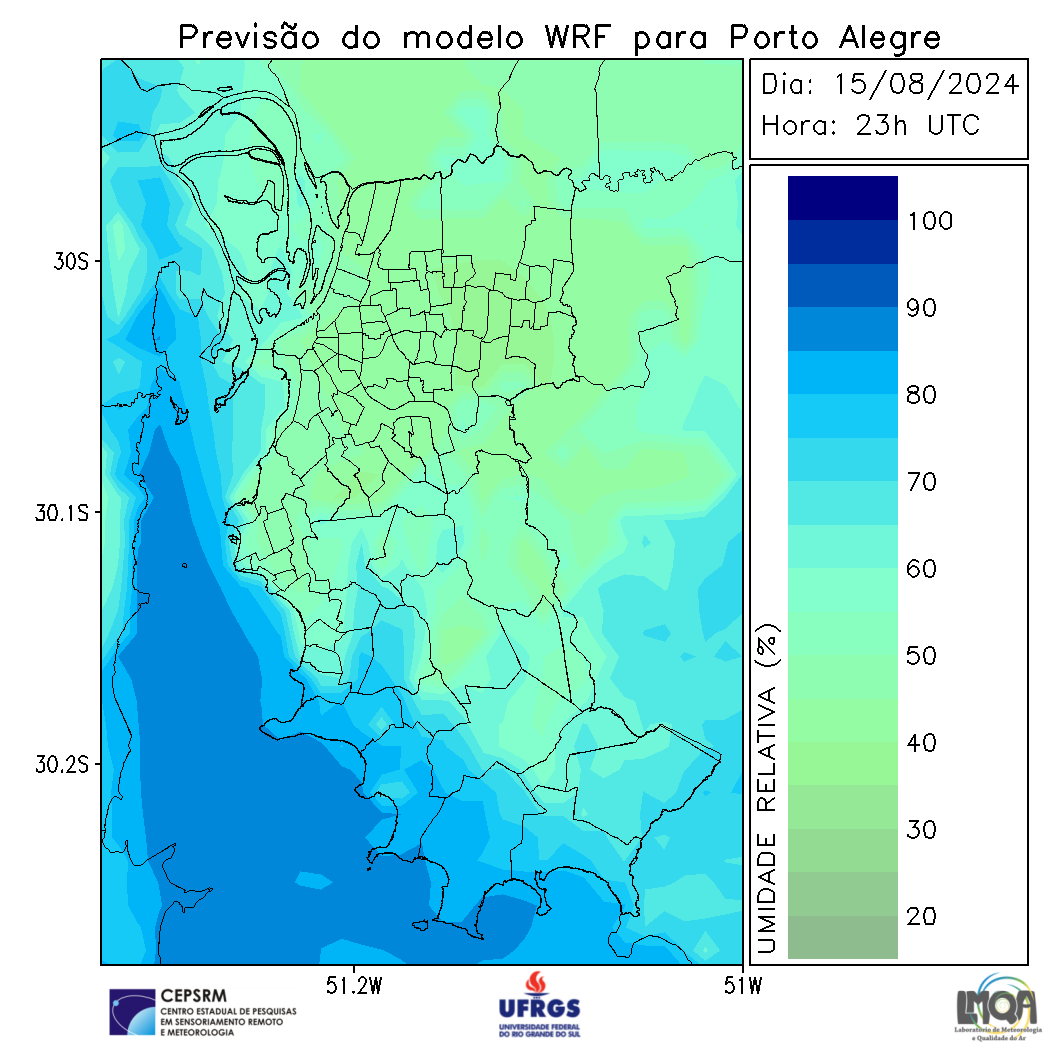 Previsão do modelo WRF para Porto Alegre
Dia: 15/08/2024
Hora: 23h UTC
100
90
80
70
60
50
40
30
20
UMIDADE RELATIVA (%)
30S
30.1S
30.2S
51.2W
51W
CEPSRM
CENTRO ESTADUAL DE PESQUISAS
EM SENSORIAMENTO REMOTO
E METEOROLOGIA
UFRGS
UNIVERSIDADE FEDERAL
DO RIO GRANDE DO SUL
LMQA
Laboratório de Meteorologia
e Qualidade do Ar